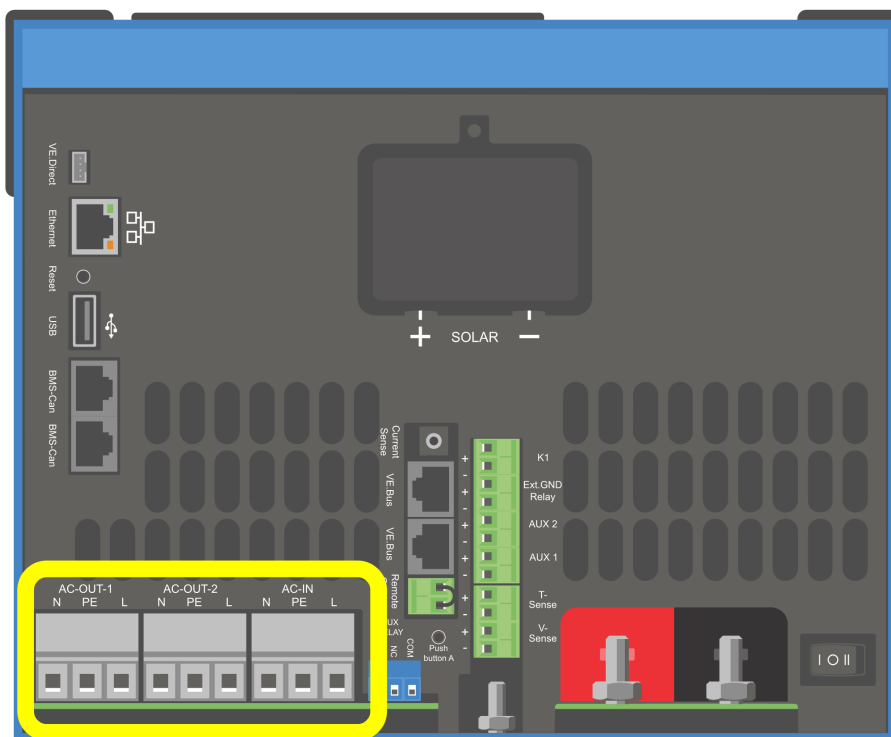 VE.Direct
Ethernet
Reset
USB
BMS-Can
BMS-Can
+ SOLAR −
Current
Sense
VE.Bus
VE.Bus
Remote
+
-
+
-
+
-
+
-
+
-
+
-
K1
Ext.GND
Relay
AUX 2
AUX 1
T-
Sense
V-
Sense
AC-OUT-1
N PE L
AC-OUT-2
N PE L
AC-IN
N PE L
NC
COM
Push
button A
I O II